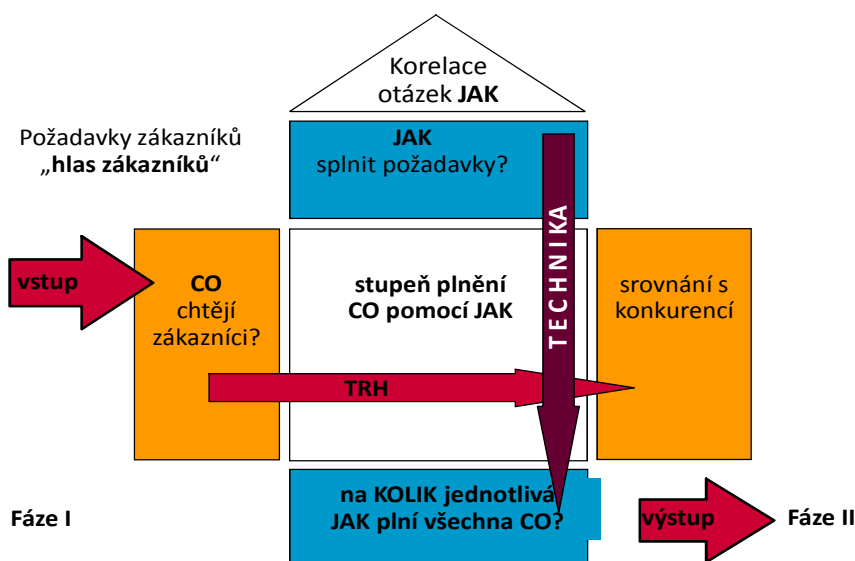 Korelace
otázek JAK
Požadavky zákazníků
„hlas zákazníků“
JAK
splnit požadavky?
vstup
CO
chtějí
zákazníci?
stupeň plnění
CO pomocí JAK
TECHNIKA
srovnání s
konkurencí
TRH
Fáze I
na KOLIK jednotlivá
JAK plní všechna CO?
výstup
Fáze II